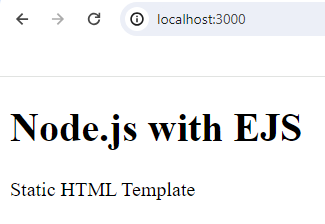 localhost:3000
Node.js with EJS
Static HTML Template